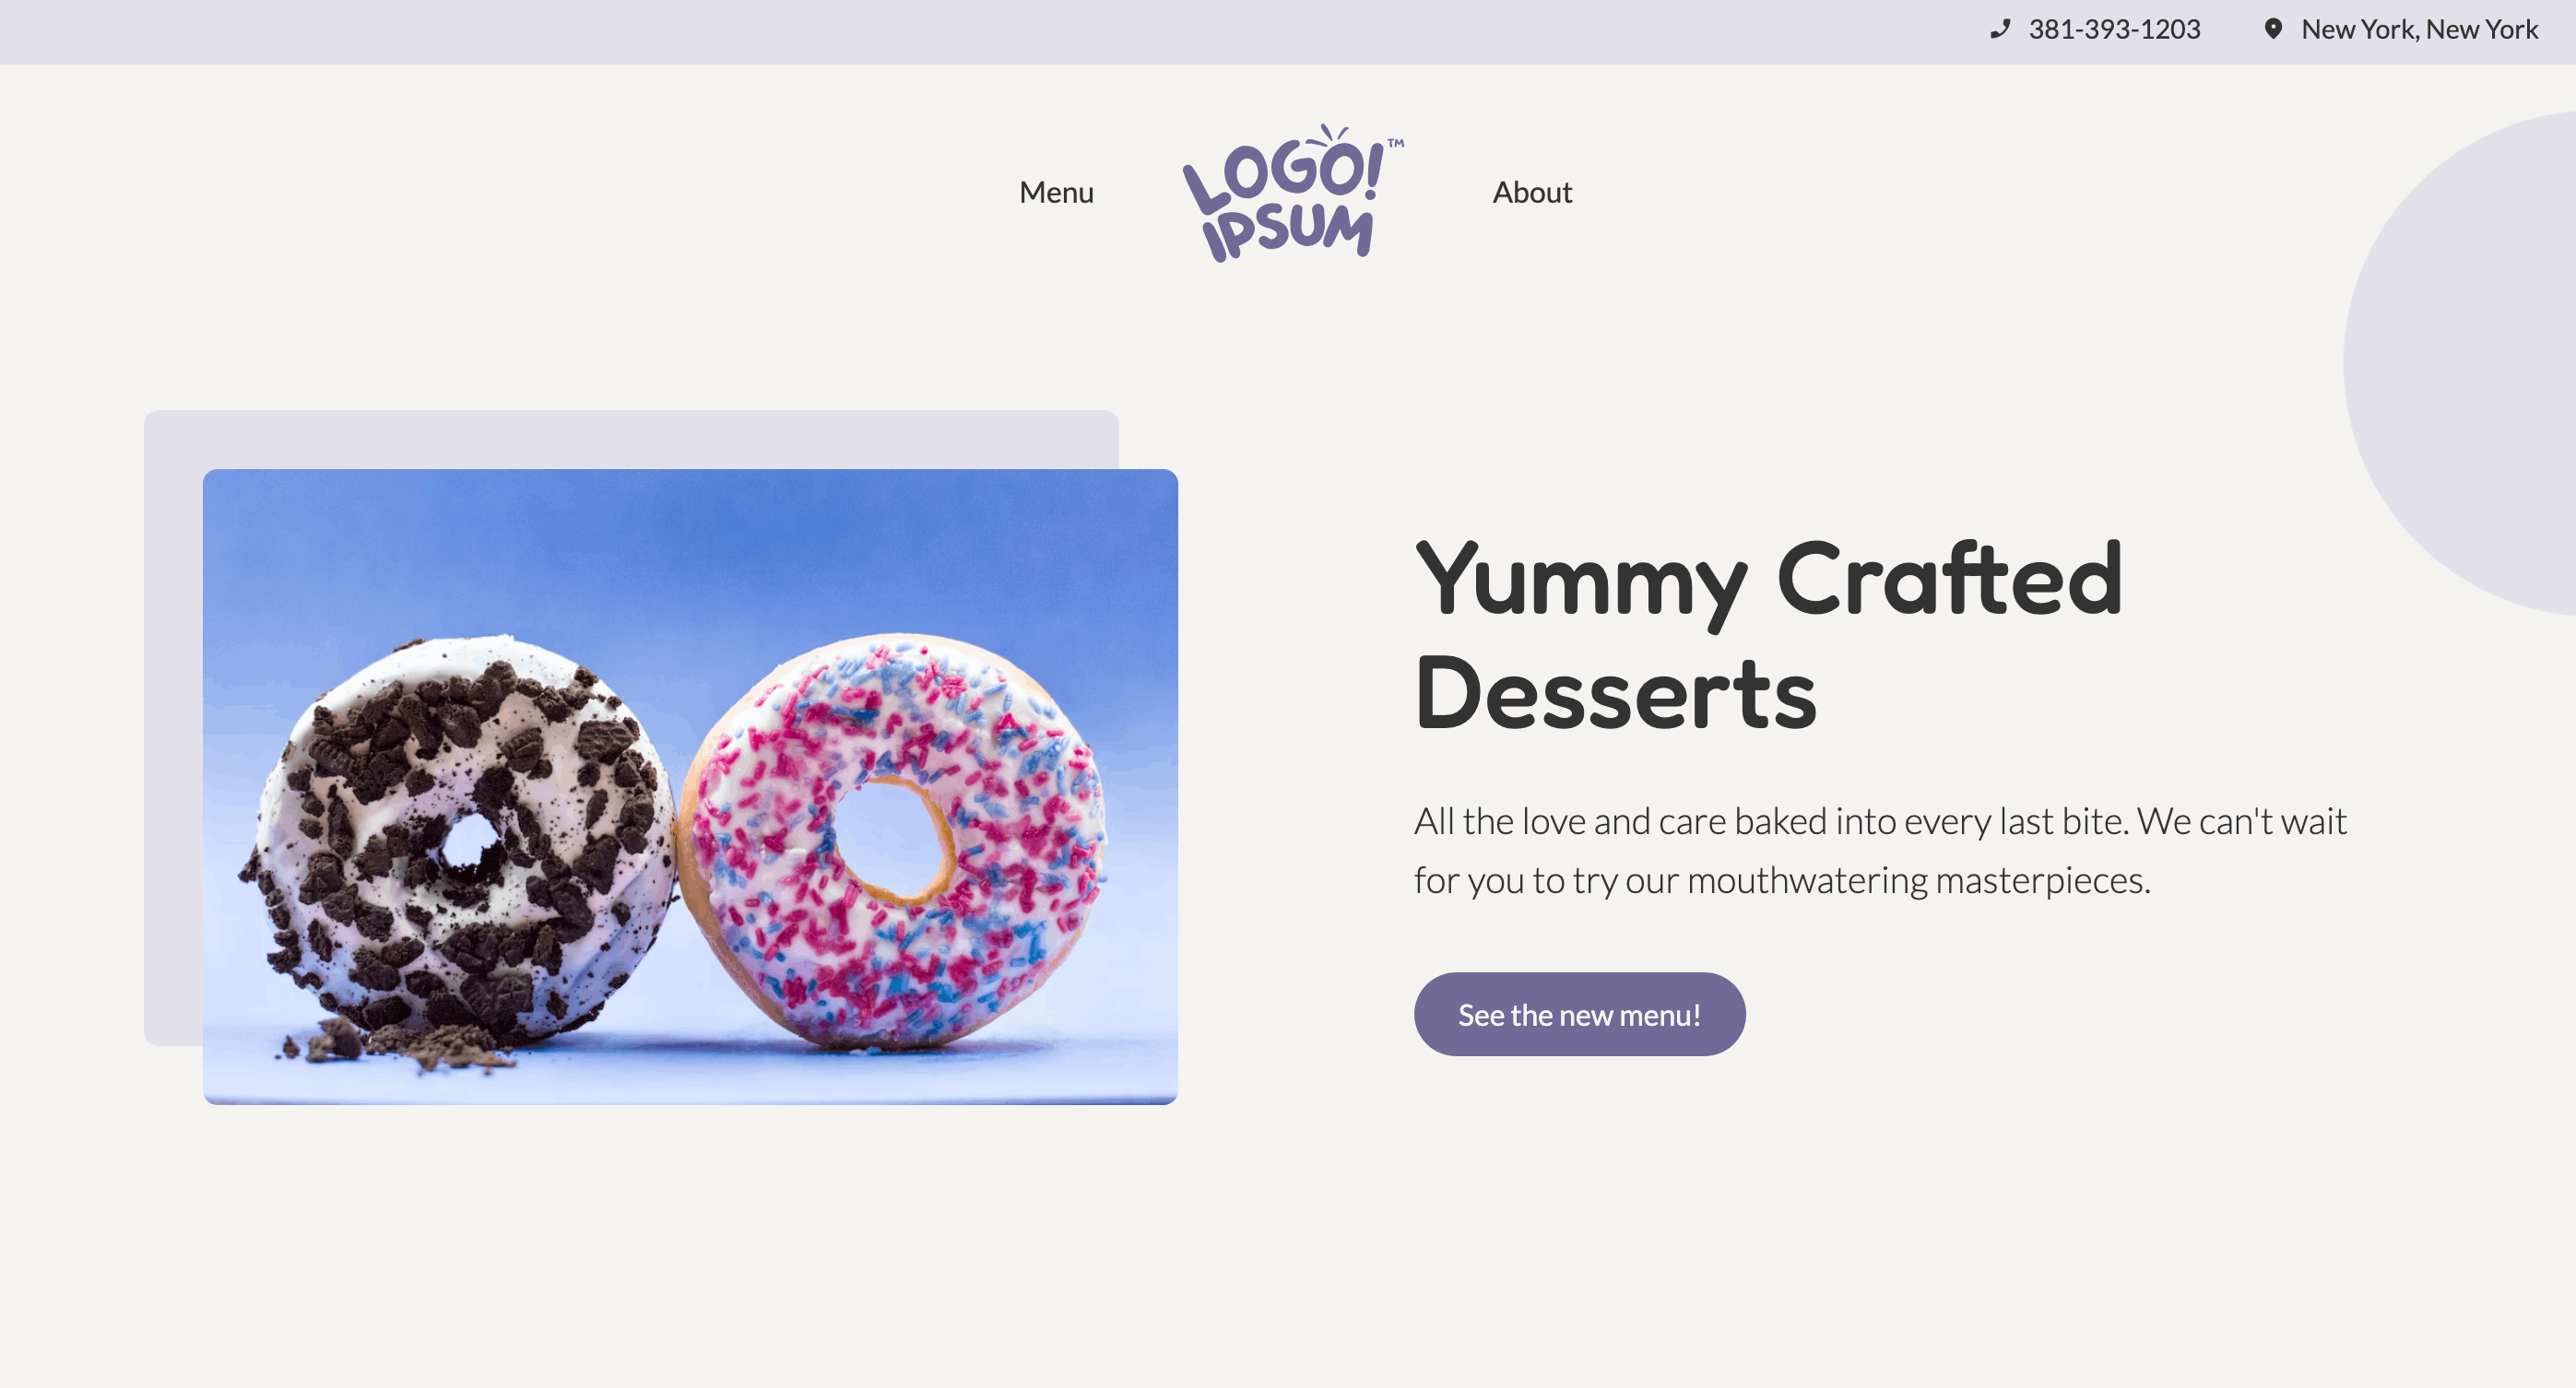 381-393-1203
New York, New York
Menu
LOGO!™
IPSUM
About
Yummy Crafted
Desserts
All the love and care baked into every last bite. We can't wait
for you to try our mouthwatering masterpieces.
See the new menu!